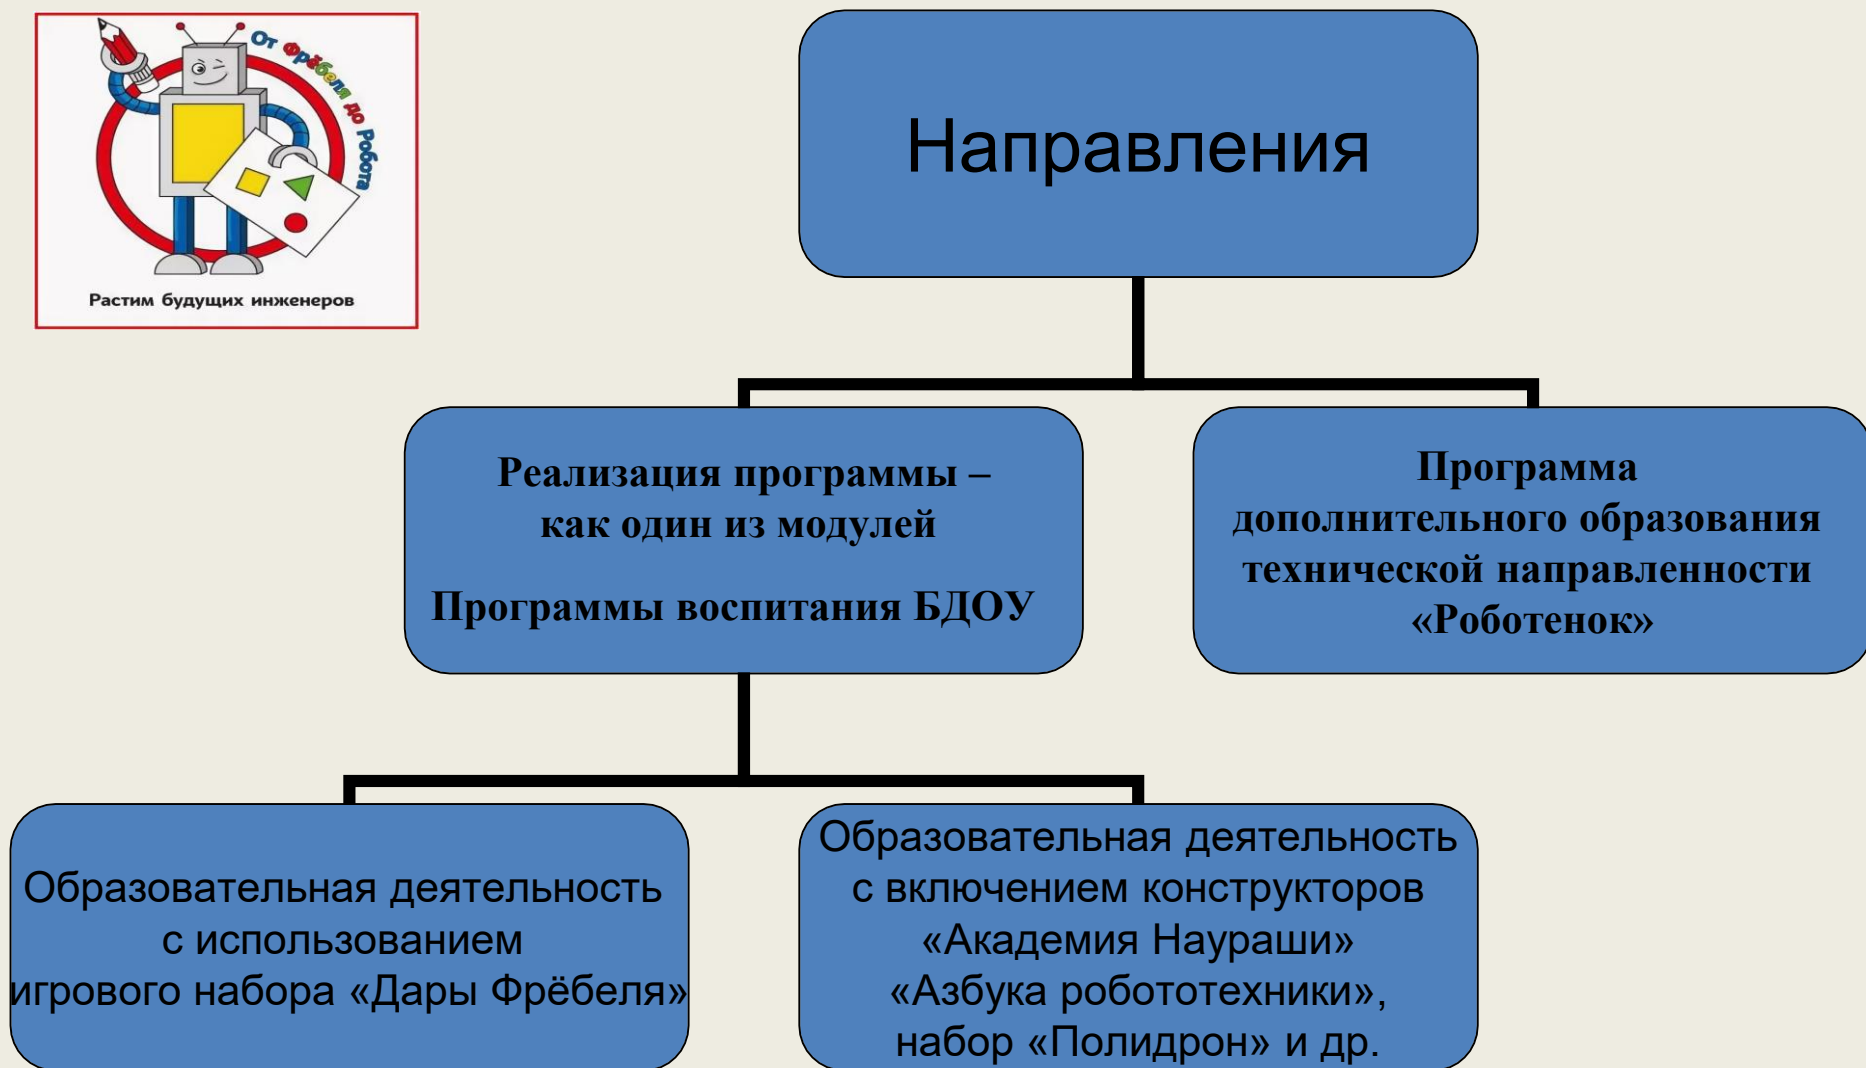 От Фрёбеля до Робота
Растим будущих инженеров
Направления
Реализация программы –
как один из модулей
Программы воспитания БДОУ
Программа
дополнительного образования
технической направленности
«Роботенок»
Образовательная деятельность
с использованием
игрового набора «Дары Фрёбеля»
Образовательная деятельность
с включением конструкторов
«Академия Наураши»
«Азбука робототехники»,
набор «Полидрон» и др.